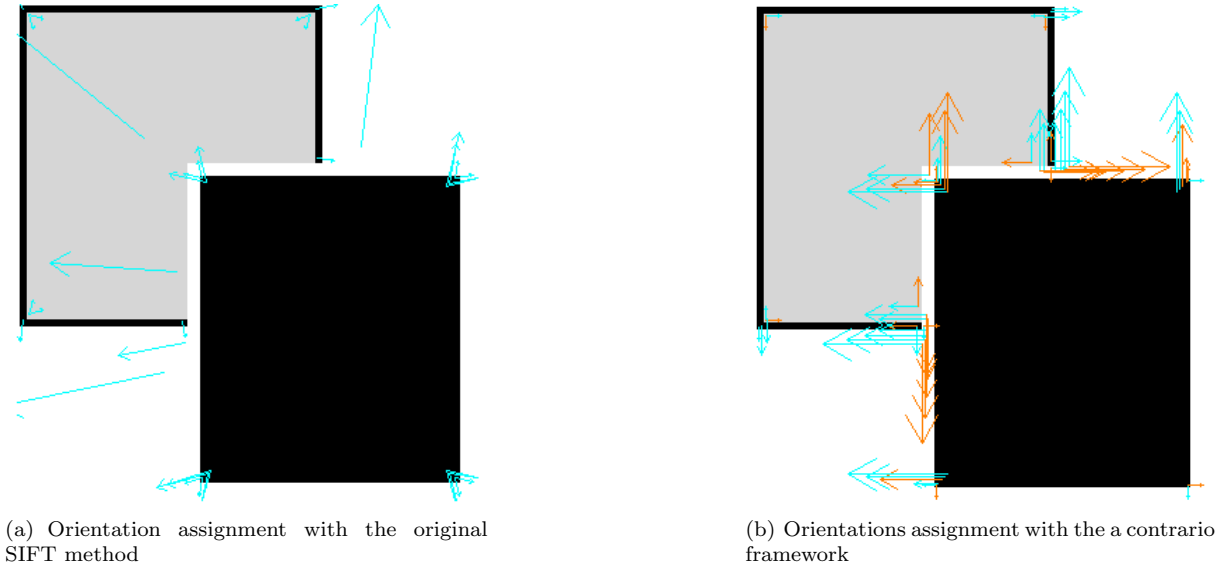 (a) Orientation assignment with the original
SIFT method
(b) Orientations assignment with the a contrario
framework